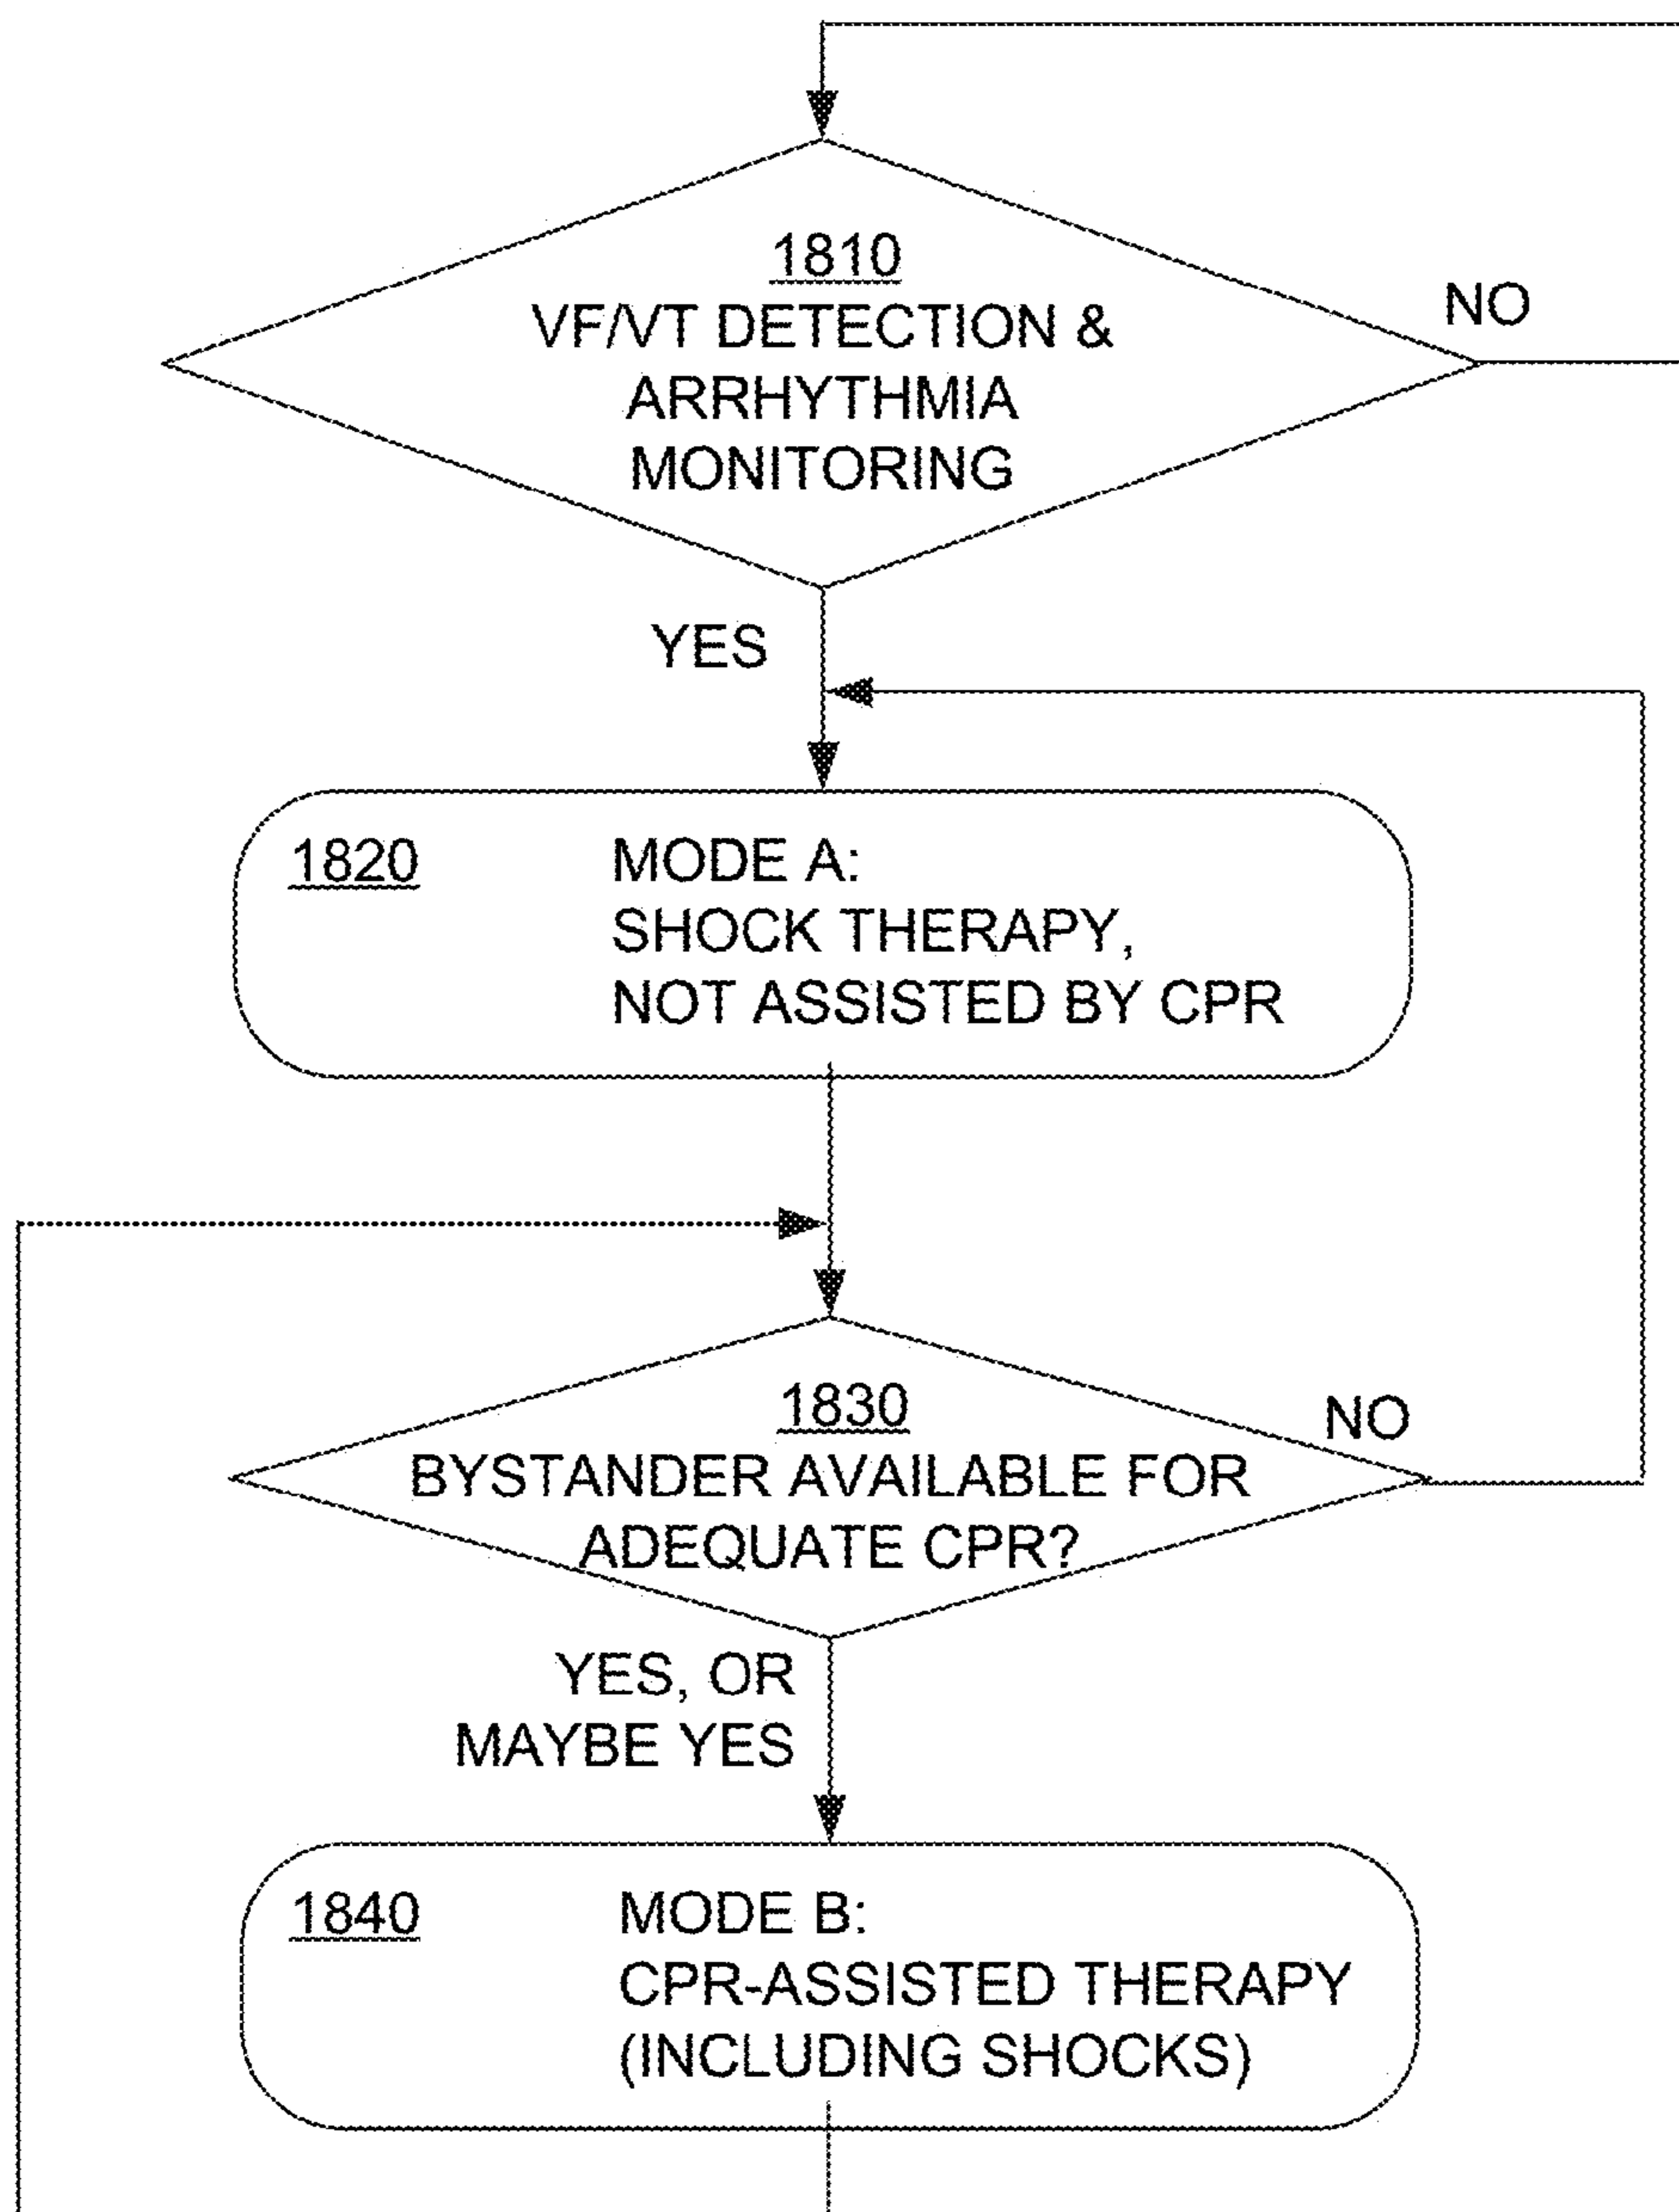 1810
VF/VT DETECTION &
ARRHYTHMIA
MONITORING
NO
YES
1820 MODE A:
SHOCK THERAPY,
NOT ASSISTED BY CPR
1830
NO
BYSTANDER AVAILABLE FOR
ADEQUATE CPR?
YES, OR
MAYBE YES
1840 MODE B:
CPR-ASSISTED THERAPY
(INCLUDING SHOCKS)